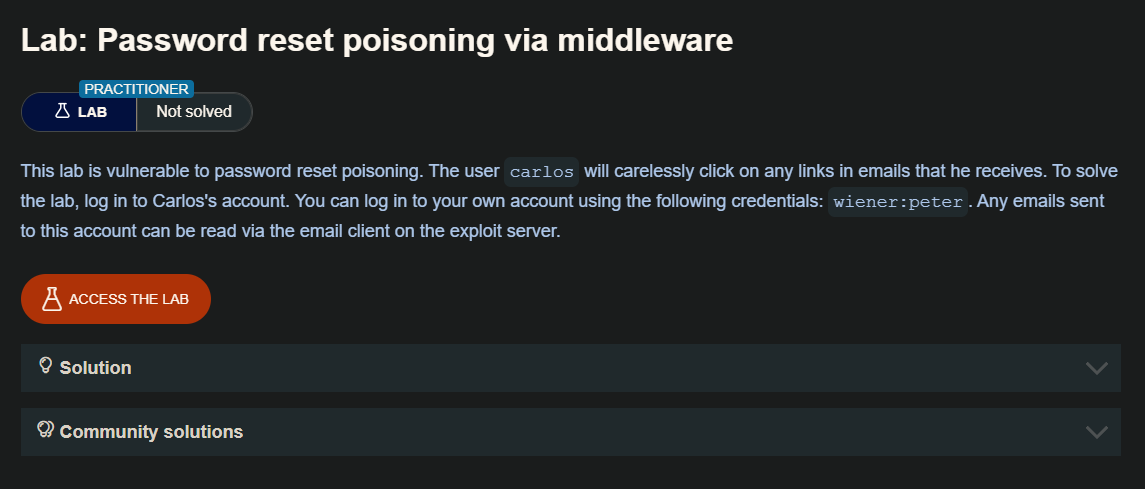 Lab: Password reset poisoning via middleware
PRACTITIONER
LAB Not solved
This lab is vulnerable to password reset poisoning. The user carlos will carelessly click on any links in emails that he receives. To solve
the lab, log in to Carlos's account. You can log in to your own account using the following credentials: wiener:peter. Any emails sent
to this account can be read via the email client on the exploit server.
ACCESS THE LAB
Solution
Community solutions